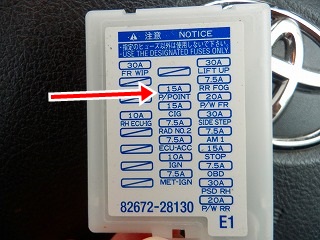 注意 NOTICE
・指定のヒューズ以外は使用しないで下さい。
・USE THE DESIGNATED FUSES ONLY
30A
FR WIP
10A
RH ECU-IG
15A
P/POINT
15A
CIG
7.5A
RAD NO.2
7.5A
ECU-ACC
10A
IGN
7.5A
MET-IGN
30A
LIFT UP
7.5A
RR FOG
20A
P/W FR
30A
SIDE STEP
7.5A
AM 1
15A
STOP
7.5A
OBD
30A
PSD RH
20A
P/W RR
82672-28130
E1